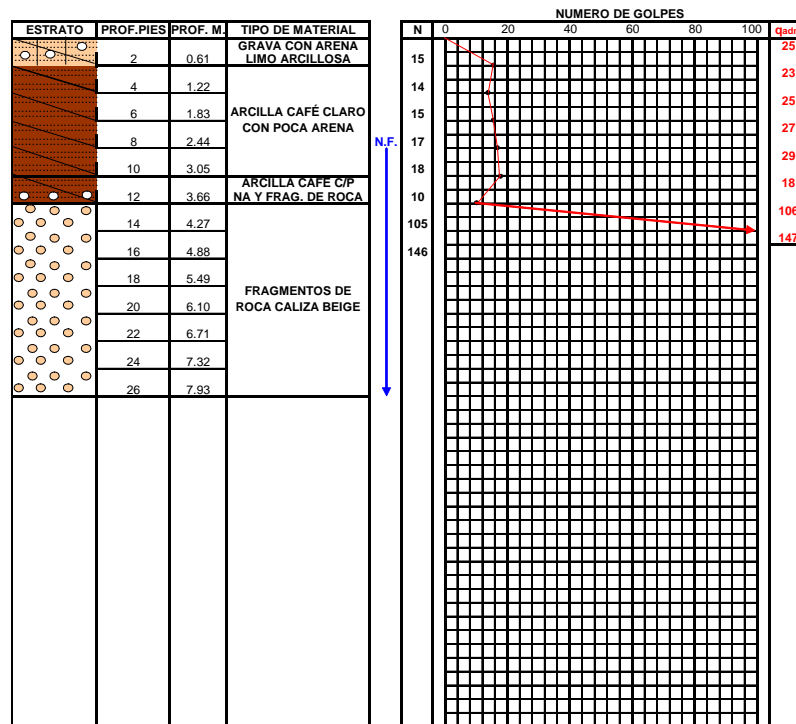 NUMERO DE GOLPES
ESTRATO PROF.PIES PROF. M. TIPO DE MATERIAL N 0 20 40 60 80 100 qadm
GRAVA CON ARENA
LIMO ARCILLOSA
2 0.61
4 1.22
6 1.83
8 2.44
10 3.05
12 3.66
14 4.27
16 4.88
18 5.49
20 6.10
22 6.71
24 7.32
26 7.93
ARCILLA CAFÉ CLARO
CON POCA ARENA
ARCILLA CAFE C/P
NA Y FRAG. DE ROCA
FRAGMENTOS DE
ROCA CALIZA BEIGE
N.F.
15
14
15
17
18
10
105
146
25
23
25
27
29
18
106
147